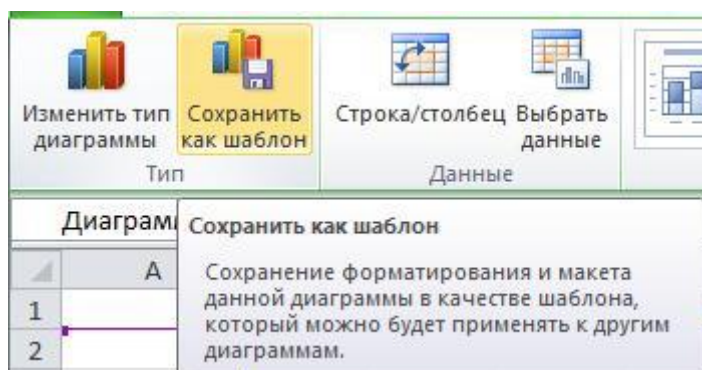 Изменить тип
диаграммы
Сохранить
как шаблон
Строка/столбец
Выбрать
данные
Тип
Данные
Сохранить как шаблон
Сохранение форматирования и макета
данной диаграммы в качестве шаблона,
который можно будет применять к другим
диаграммам.
A
1
2